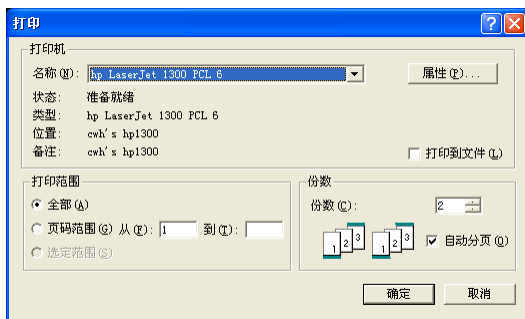 打印
打印机
名称(N): hp LaserJet 1300 PCL 6 属性(P)...
状态: 准备就绪
类型: hp LaserJet 1300 PCL 6
位置: cwh's hp1300
备注: cwh's hp1300 打印到文件(L)
打印范围
全部(A)
页码范围(G) 从(F): 1 到(T):
选定范围(S)
份数
份数(C): 2
1 2 3 1 2 3 自动分页(O)
确定 取消